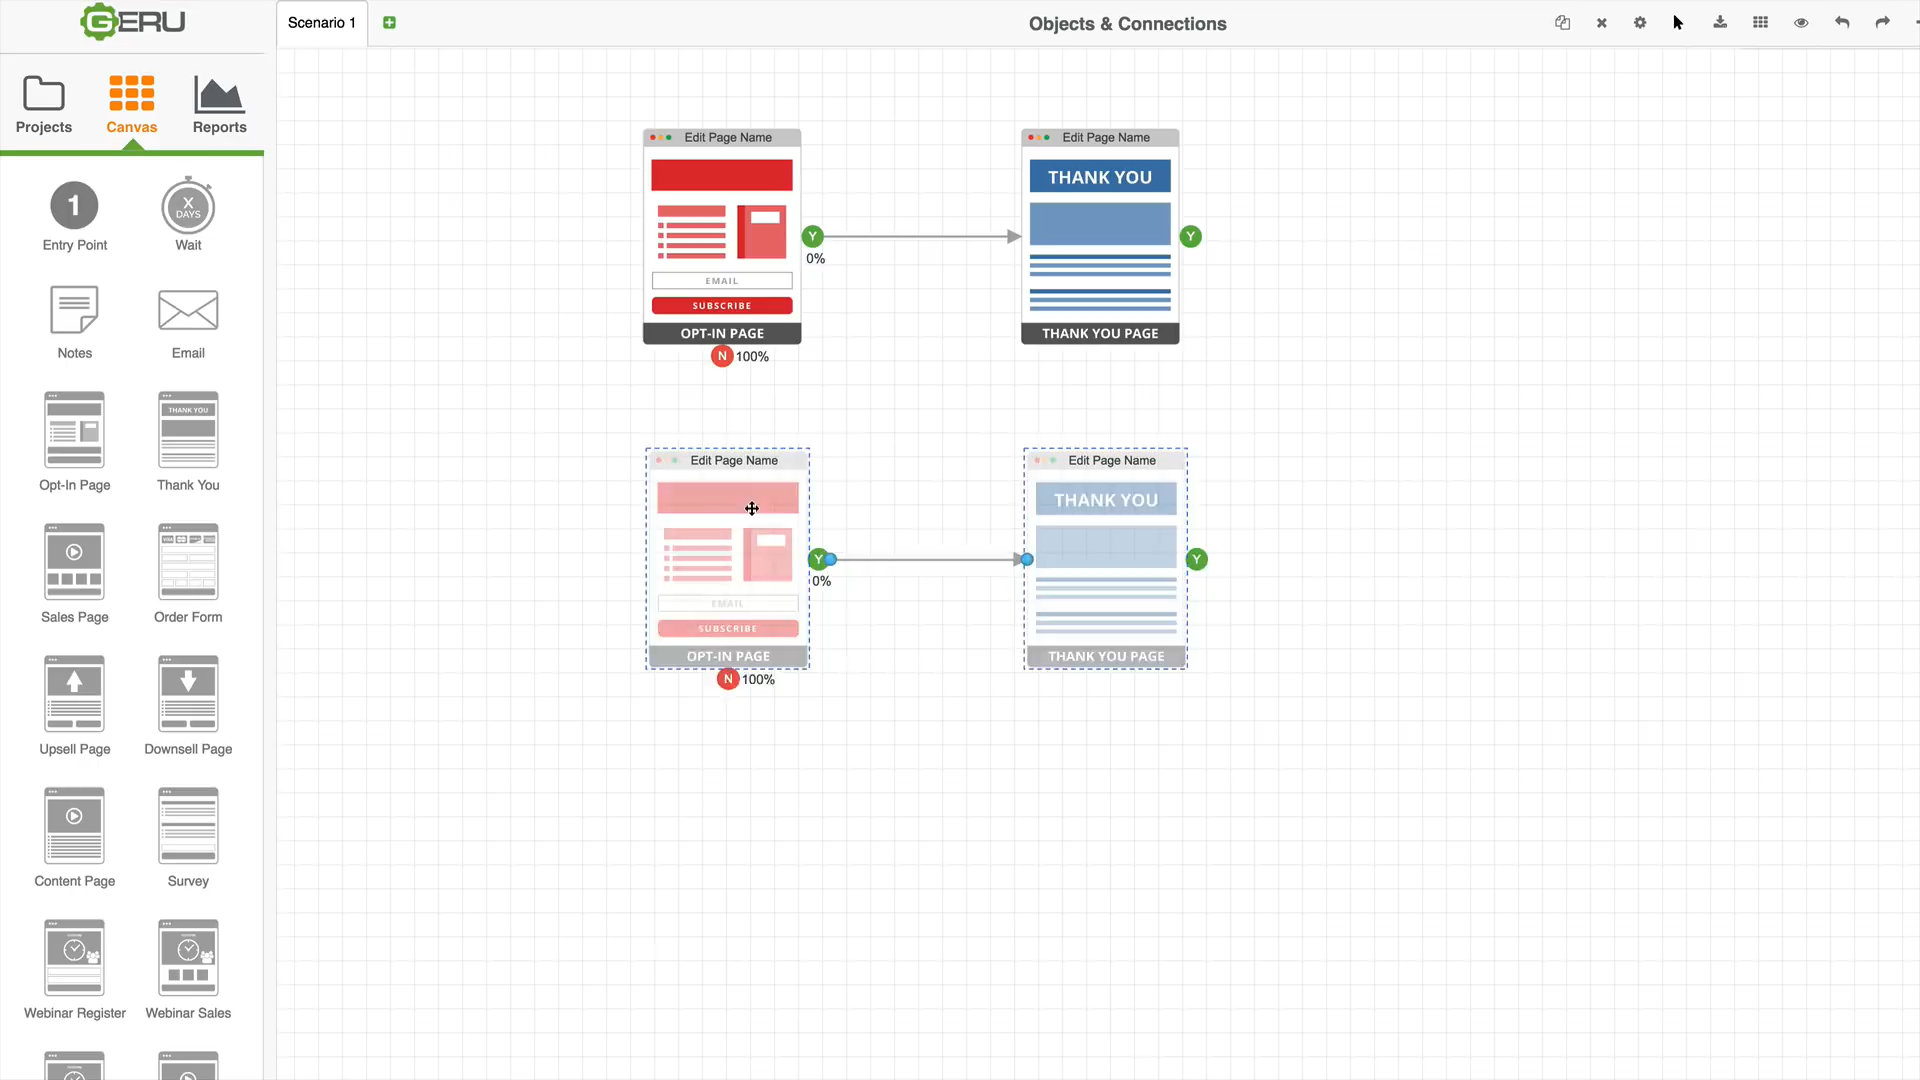 GERU
Scenario 1
Objects & Connections
Projects
Canvas
Reports
1
Entry Point
X DAYS
Wait
Notes
Email
Opt-In Page
THANK YOU
Thank You
Sales Page
Order Form
Upsell Page
Downsell Page
Content Page
Survey
Webinar Register
Webinar Sales
Edit Page Name
EMAIL
SUBSCRIBE
OPT-IN PAGE
Y
0%
N 100%
Edit Page Name
THANK YOU
THANK YOU PAGE
Y
Edit Page Name
EMAIL
SUBSCRIBE
OPT-IN PAGE
Y
0%
N 100%
Edit Page Name
THANK YOU
THANK YOU PAGE
Y